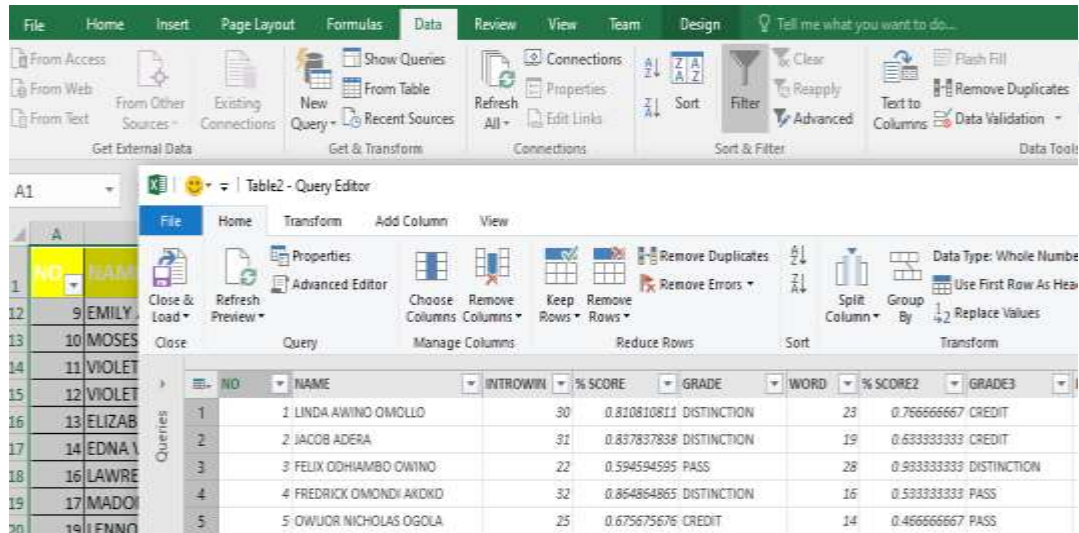 File Home Insert Page Layout Formulas Data Review View Team Design Tell me what you want to do...
From Access
From Web
From Text
From Other Sources
Existing Connections
New Query
Show Queries
From Table
Recent Sources
Refresh All
Connections
Properties
Edit Links
Sort
Filter
Clear
Reapply
Advanced
Text to Columns
Flash Fill
Remove Duplicates
Data Validation
Get External Data Get & Transform Connections Sort & Filter Data Tools
A1
Table2 - Query Editor
File Home Transform Add Column View
Close & Load
Refresh Preview
Properties
Advanced Editor
Choose Columns
Remove Columns
Keep Rows
Remove Rows
Remove Duplicates
Remove Errors
Split Column
Group By
Data Type: Whole Numbe
Use First Row As Hea
Replace Values
Close Query Manage Columns Reduce Rows Sort Transform
Queries
A
1 NO NAM
12 9 EMILY
13 10 MOSES
14 11 VIOLET
15 12 VIOLET
16 13 ELIZAB
17 14 EDNA
18 16 LAWRE
19 17 MADO
20 19 LENNO
NO NAME INTROWIN % SCORE GRADE WORD % SCORE2 GRADE3
1 1 LINDA AWINO OMOLLO 30 0.810810811 DISTINCTION 23 0.766666667 CREDIT
2 2 JACOB ADERA 31 0.837837838 DISTINCTION 19 0.633333333 CREDIT
3 3 FELIX ODHIAMBO OWINO 22 0.594594595 PASS 28 0.933333333 DISTINCTION
4 4 FREDRICK OMONDI AKOKO 32 0.864864865 DISTINCTION 16 0.533333333 PASS
5 5 OWUOR NICHOLAS OGOLA 25 0.675675676 CREDIT 14 0.466666667 PASS